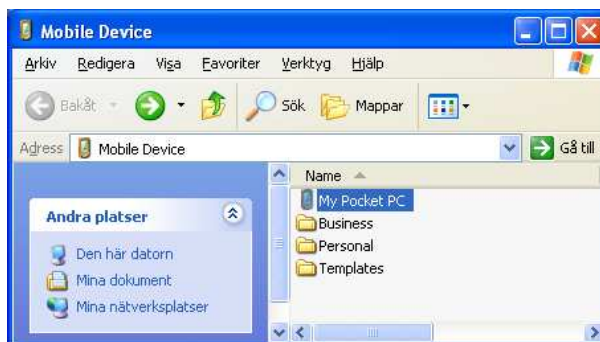 Mobile Device
Arkiv Redigera Visa Favoriter Verktyg Hjälp
Bakåt Sök Mappar
Adress Mobile Device Gå till
Name
Andra platser
Den här datorn
Mina dokument
Mina nätverksplatser
My Pocket PC
Business
Personal
Templates